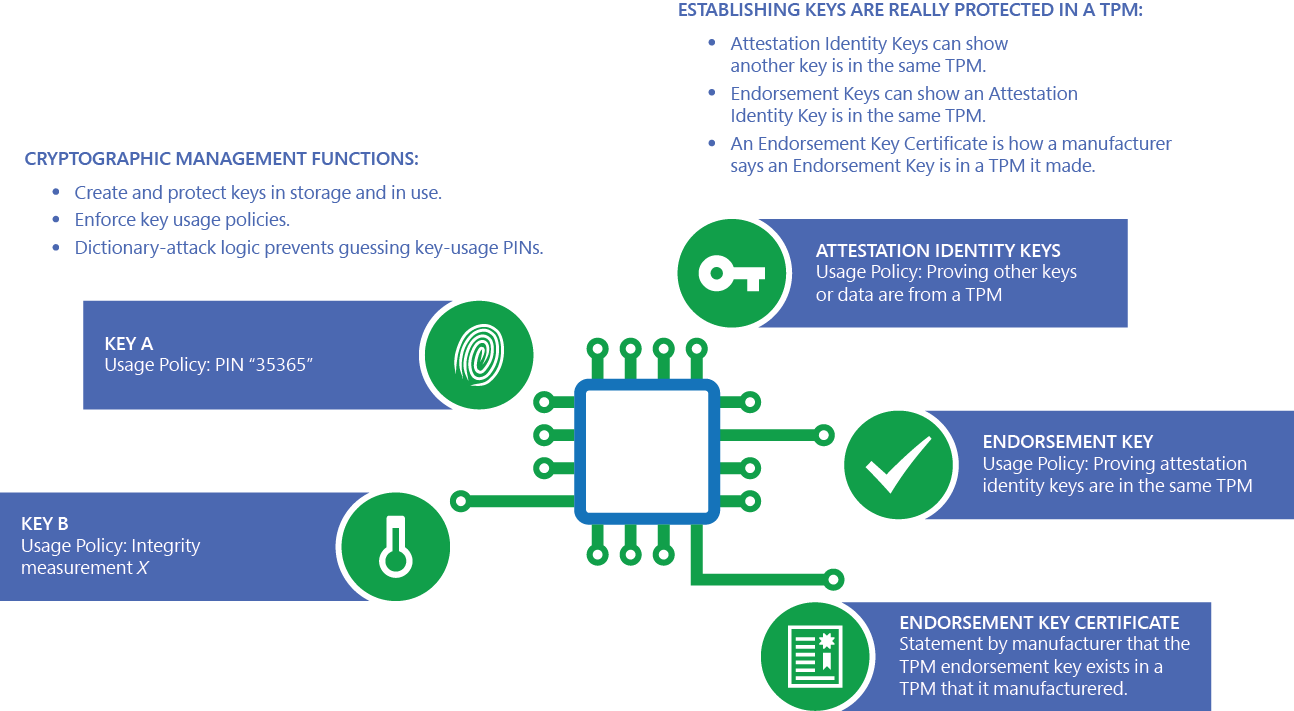 ESTABLISHING KEYS ARE REALLY PROTECTED IN A TPM:
• Attestation Identity Keys can show
another key is in the same TPM.
• Endorsement Keys can show an Attestation
Identity Key is in the same TPM.
• An Endorsement Key Certificate is how a manufacturer
says an Endorsement Key is in a TPM it made.
CRYPTOGRAPHIC MANAGEMENT FUNCTIONS:
• Create and protect keys in storage and in use.
• Enforce key usage policies.
• Dictionary-attack logic prevents guessing key-usage PINs.
ATTESTATION IDENTITY KEYS
Usage Policy: Proving other keys
or data are from a TPM
KEY A
Usage Policy: PIN “35365”
ENDORSEMENT KEY
Usage Policy: Proving attestation
identity keys are in the same TPM
KEY B
Usage Policy: Integrity
measurement X
ENDORSEMENT KEY CERTIFICATE
Statement by manufacturer that the
TPM endorsement key exists in a
TPM that it manufacturered.